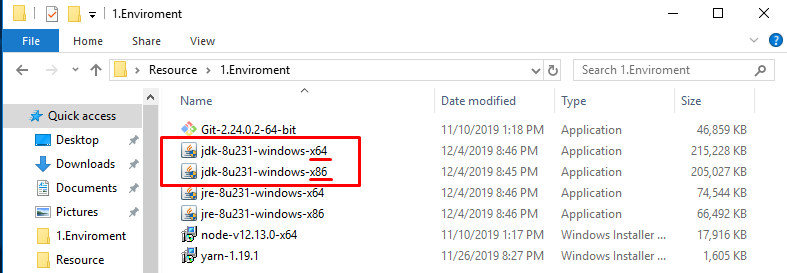 1.Enviroment
File Home Share View
Resource 1.Enviroment Search 1.Enviroment
Name Date modified Type Size
Quick access
Git-2.24.0.2-64-bit 11/10/2019 1:18 PM Application 46,859 KB
Desktop jdk-8u231-windows-x64 12/4/2019 8:46 PM Application 215,228 KB
Downloads jdk-8u231-windows-x86 12/4/2019 8:45 PM Application 205,027 KB
Documents jre-8u231-windows-x64 12/4/2019 8:46 PM Application 74,544 KB
Pictures jre-8u231-windows-x86 12/4/2019 8:46 PM Application 66,492 KB
1.Enviroment node-v12.13.0-x64 11/10/2019 1:17 PM Windows Installer ... 17,916 KB
Resource yarn-1.19.1 11/26/2019 8:27 PM Windows Installer ... 1,605 KB